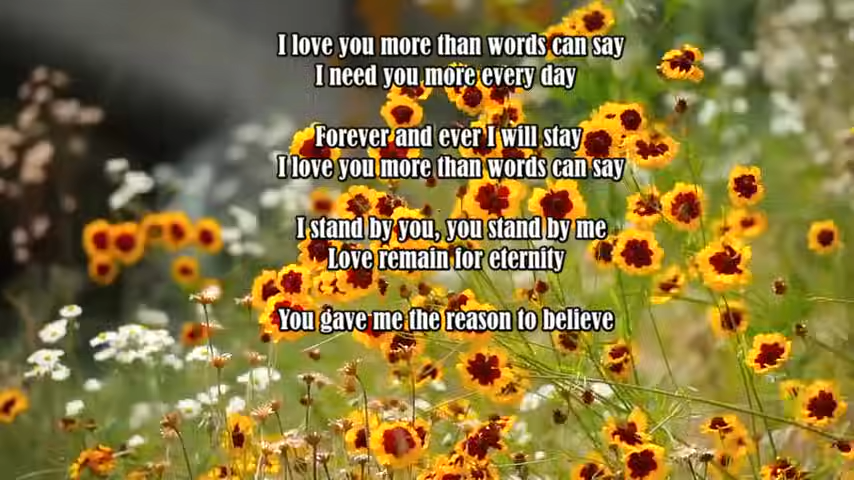 I love you more than words can say
I need you more every day
Forever and ever I will stay
I love you more than words can say
I stand by you, you stand by me
Love remain for eternity
You gave me the reason to believe